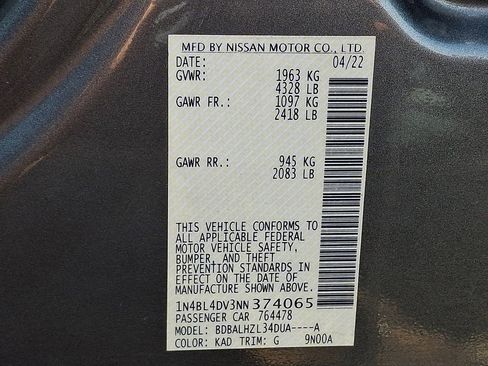 MFD BY NISSAN MOTOR CO., LTD.
DATE: 04/22
GVWR: 1963 KG
4328 LB
GAWR FR.: 1097 KG
2418 LB
GAWR RR.: 945 KG
2083 LB
THIS VEHICLE CONFORMS TO
ALL APPLICABLE FEDERAL
MOTOR VEHICLE SAFETY,
BUMPER, AND THEFT
PREVENTION STANDARDS IN
EFFECT ON THE DATE OF
MANUFACTURE SHOWN ABOVE.
1N4BL4DV3NN374065
PASSENGER CAR 764478
MODEL: BDBALHZL34DUA----A
COLOR: KAD TRIM: G 9N00A